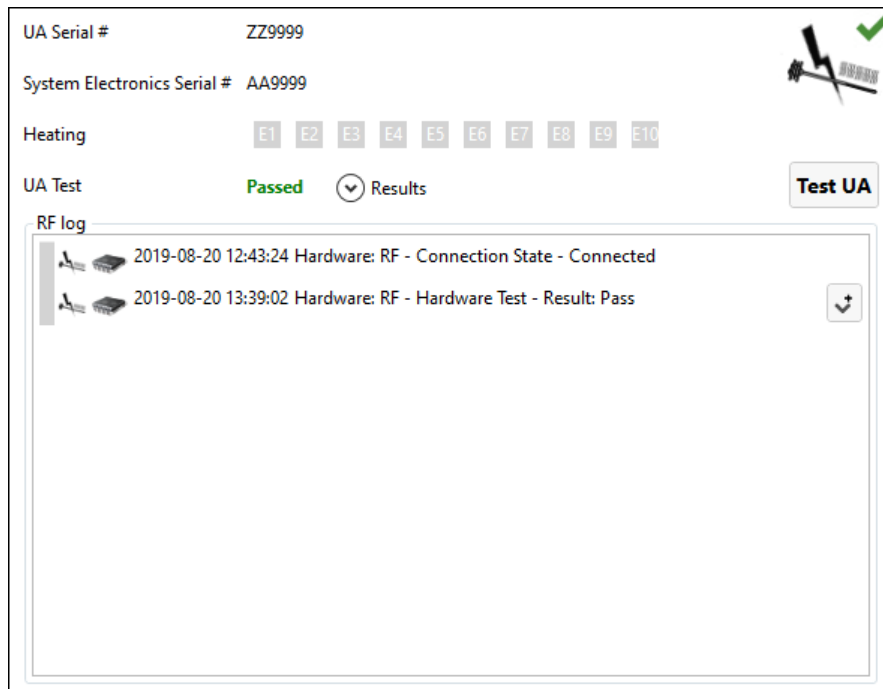 UA Serial # ZZ9999
System Electronics Serial # AA9999
Heating E1 E2 E3 E4 E5 E6 E7 E8 E9 E10
UA Test Passed Results Test UA
RF log
2019-08-20 12:43:24 Hardware: RF - Connection State - Connected
2019-08-20 13:39:02 Hardware: RF - Hardware Test - Result: Pass